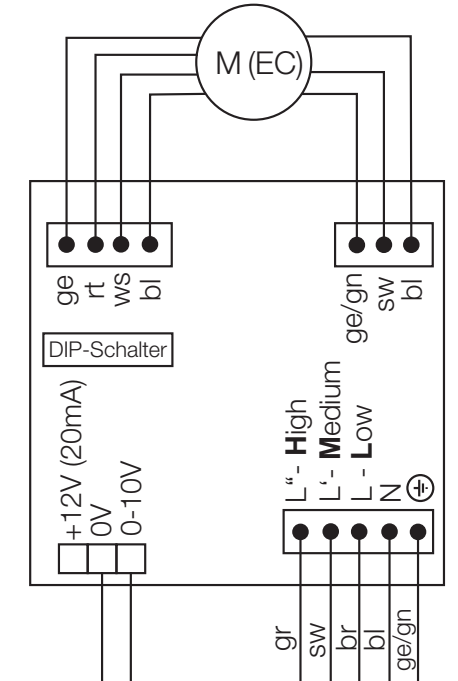 M (EC)
ge
rt
ws
bl
ge/gn
sw
bl
DIP-Schalter
+12V (20mA)
0V
0-10V
L“- High
L‘- Medium
L - Low
N
gr
sw
br
bl
ge/gn